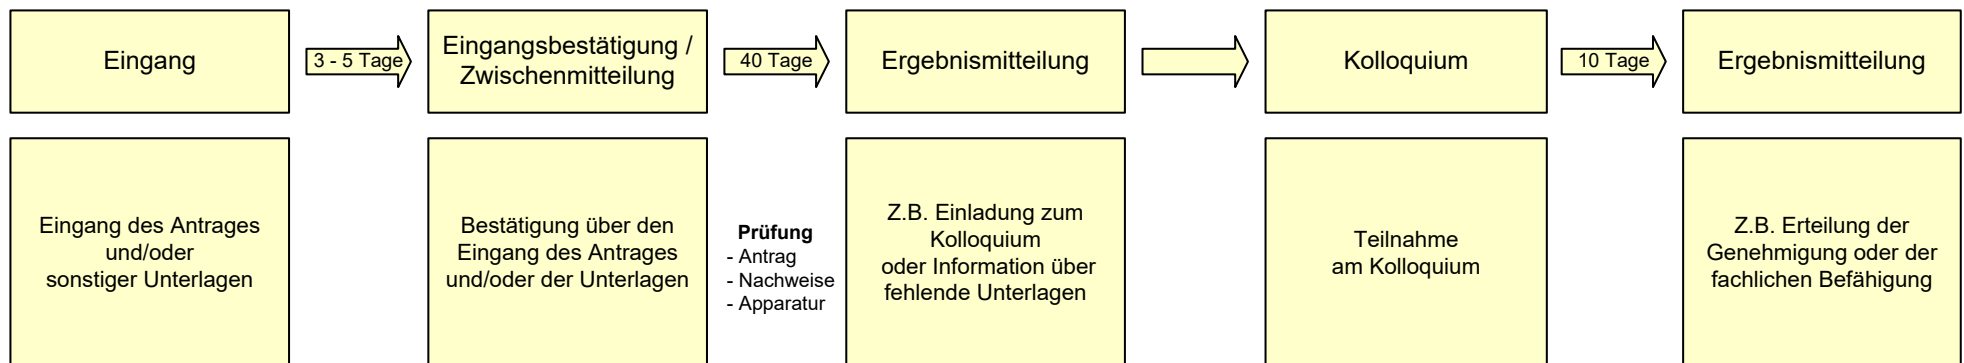 Eingang
3 - 5 Tage
Eingangsbestätigung /
Zwischenmitteilung
40 Tage
Ergebnismitteilung
Kolloquium
10 Tage
Ergebnismitteilung
Eingang des Antrages
und/oder
sonstiger Unterlagen
Bestätigung über den
Eingang des Antrages
und/oder der Unterlagen
Prüfung
- Antrag
- Nachweise
- Apparatur
Z.B. Einladung zum
Kolloquium
oder Information über
fehlende Unterlagen
Teilnahme
am Kolloquium
Z.B. Erteilung der
Genehmigung oder der
fachlichen Befähigung